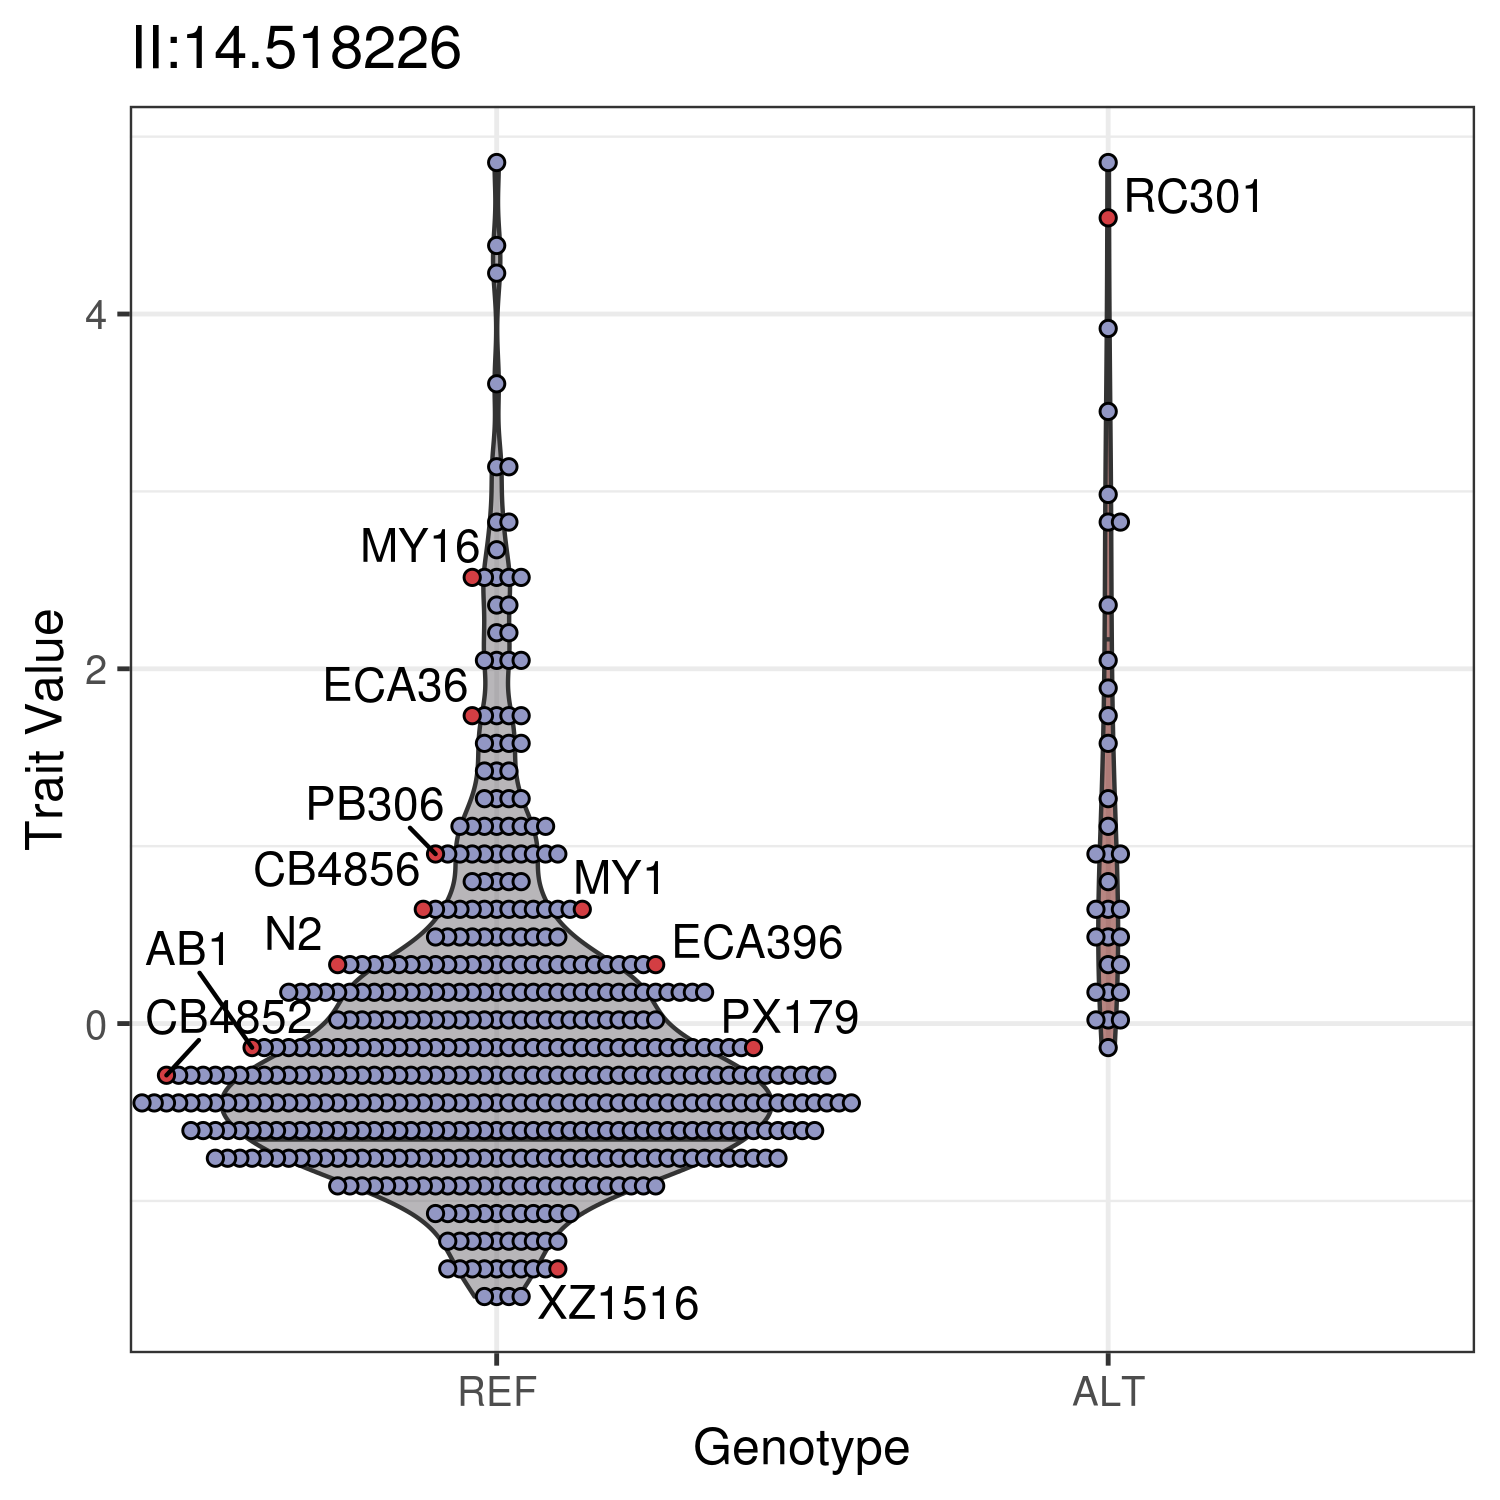 II:14.518226
RC301
4
MY16
2
ECA36
PB306
CB4856
MY1
N2
ECA396
AB1
CB4852
PX179
0
XZ1516
REF
ALT
Genotype
Trait Value